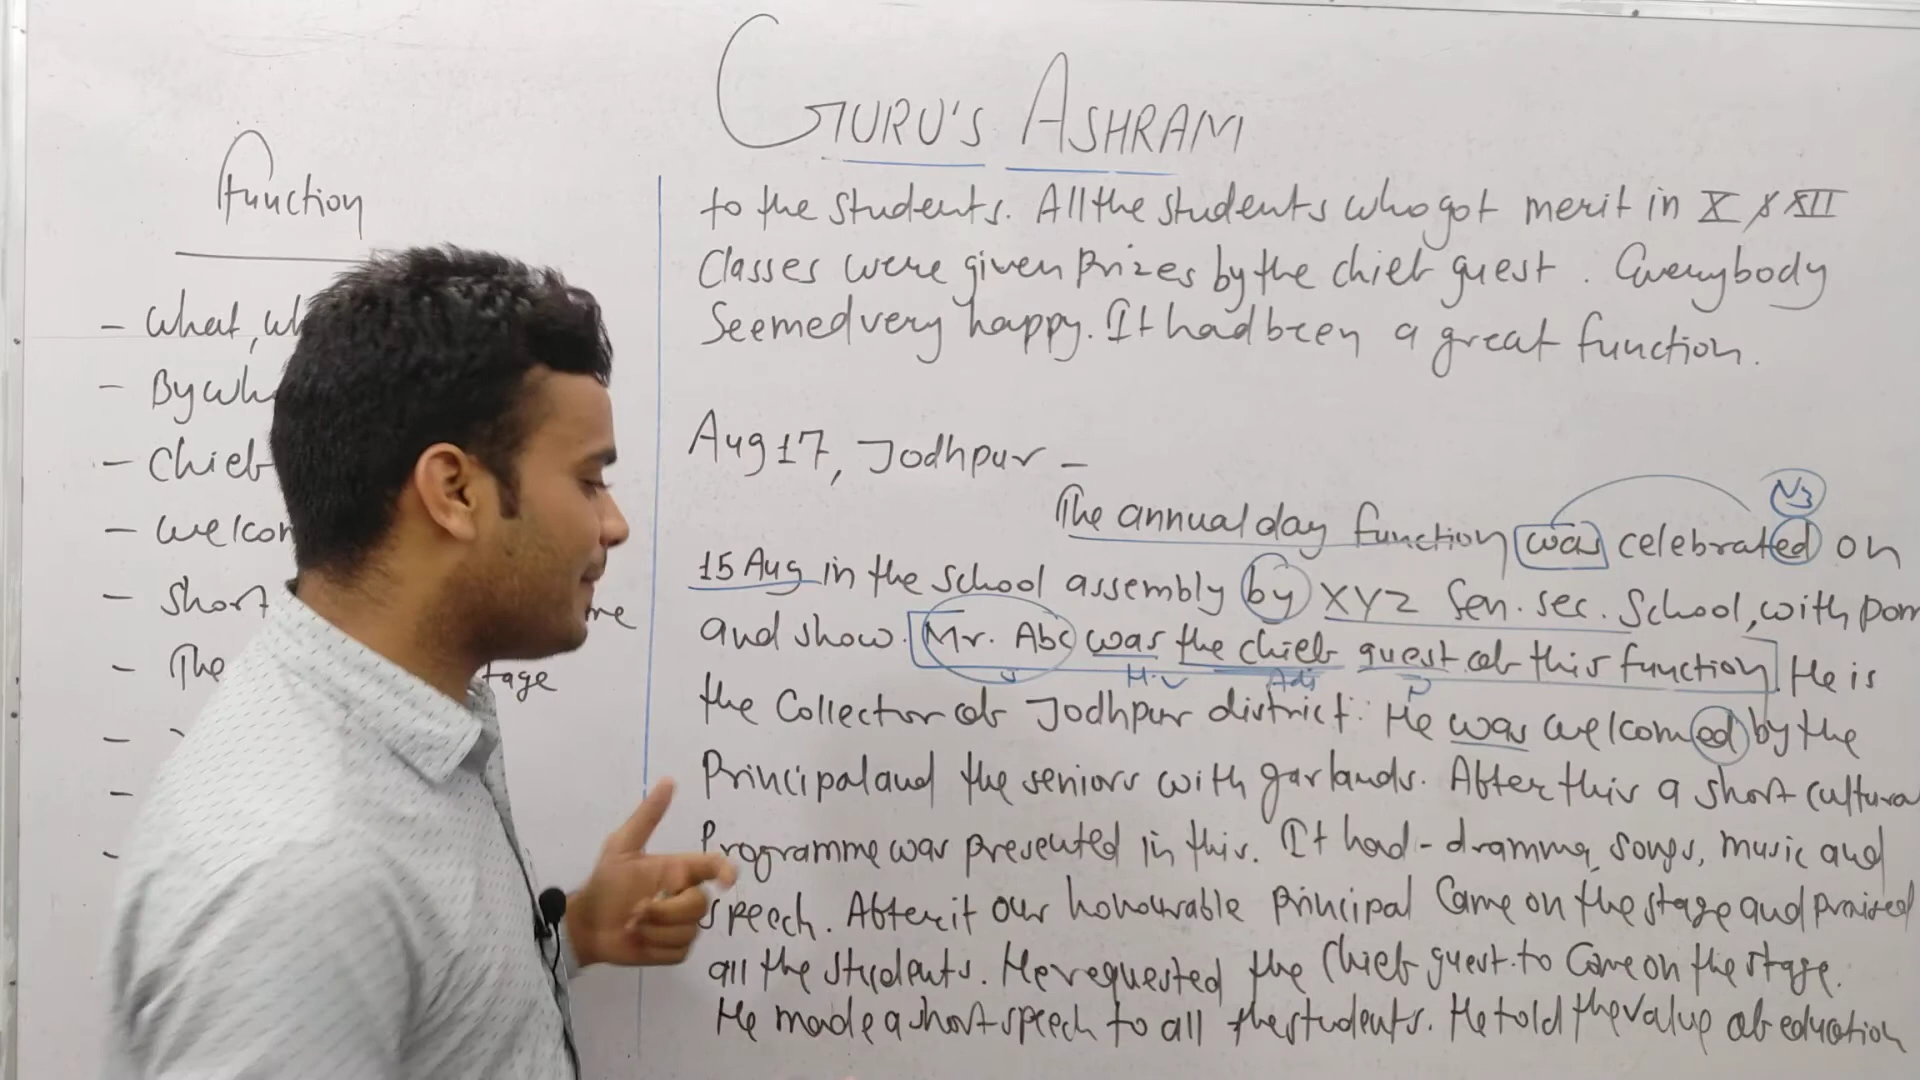 GURU'S ASHRAM
function
- What, wh
- By wh
- Chief
- Welcom
- Short me
- The stage
to the students. All the students who got merit in X & XII
Classes were given prizes by the chief guest. Everybody
Seemed very happy. It had been a great function.
Aug 17, Jodhpur -
The annual day function was celebrated on
V3
15 Aug in the school assembly by XYZ Sen. sec. School, with pom
and show. Mr. Abc was the chief guest of this function. He is
H.V Adj
the Collector of Jodhpur district. He was welcomed by the
Principal and the seniors with garlands. After this a short cultura
Programme was presented in this. It had - dramma, songs, music and
speech. After it our honourable principal Came on the stage and praised
all the students. He requested the Chief guest to Come on the stage.
He made a short speech to all the students. He told the value of education